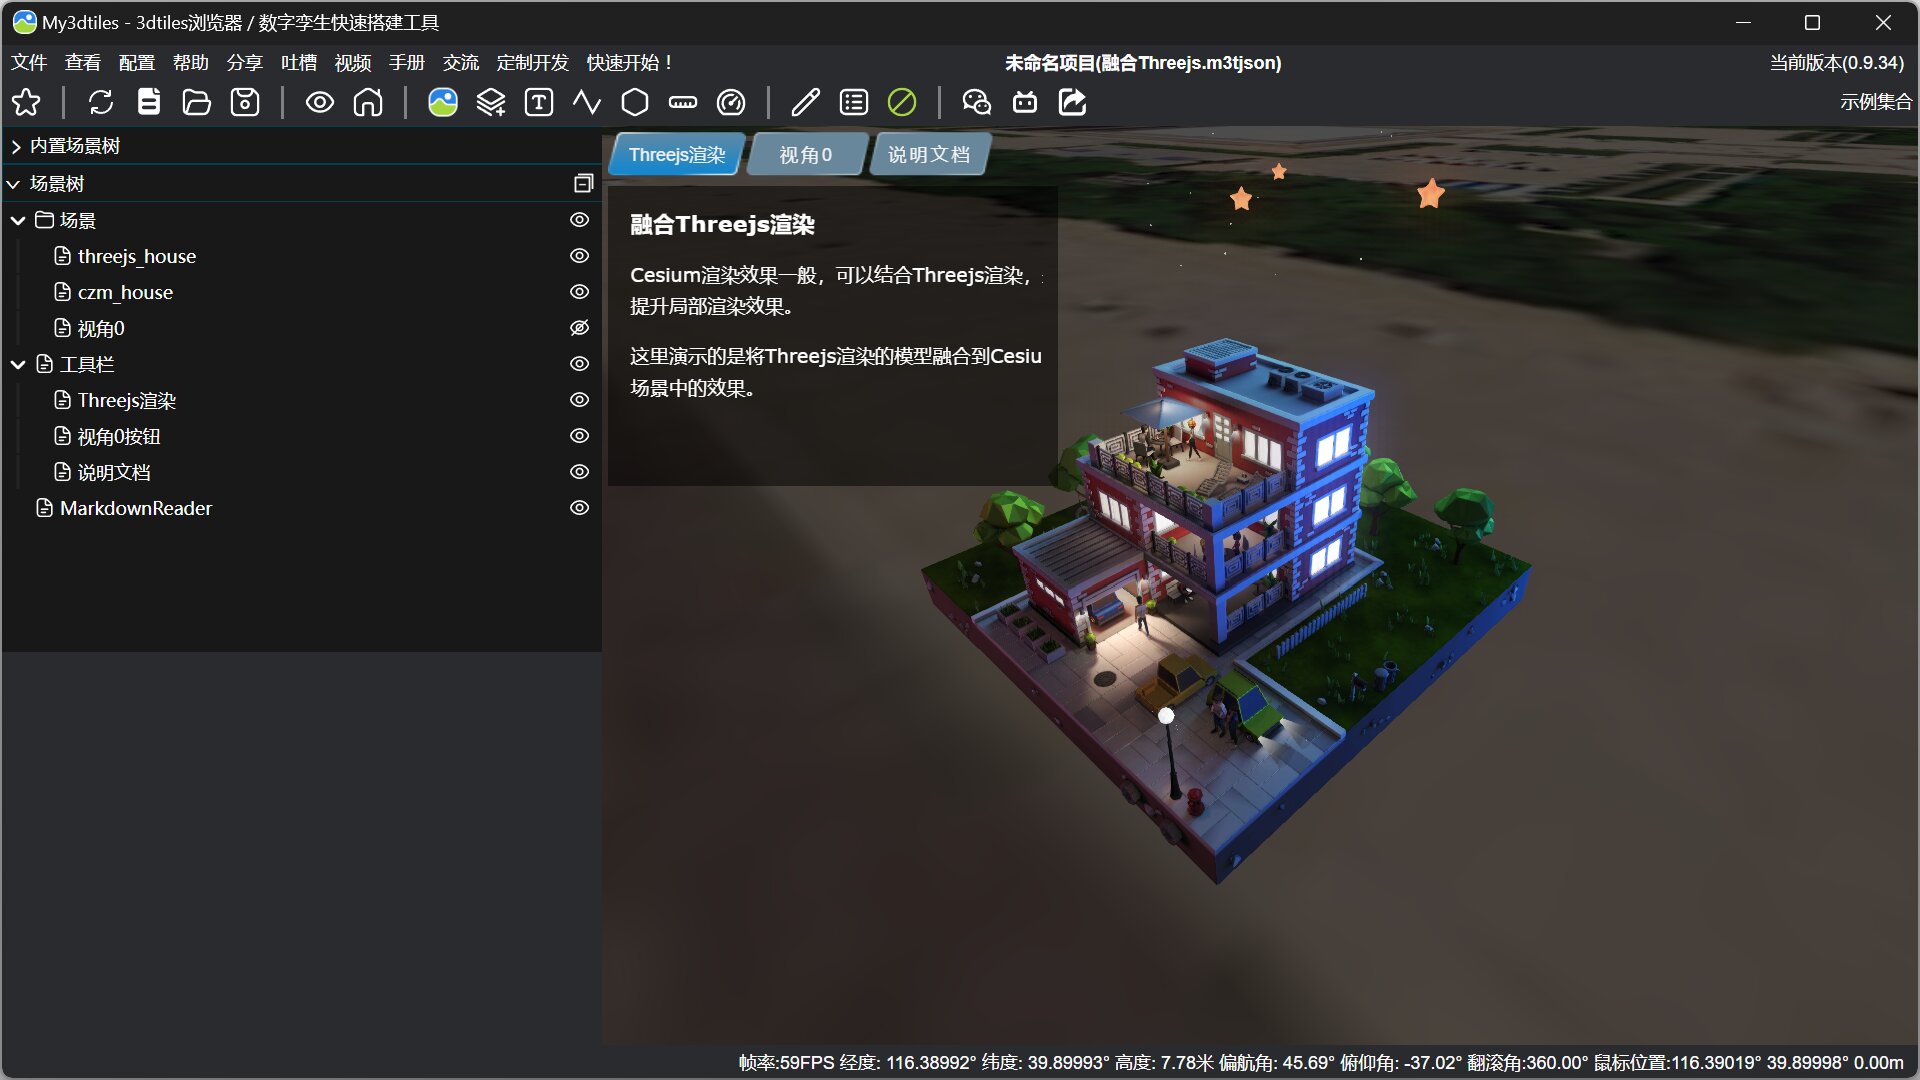 My3dtiles - 3dtiles浏览器 / 数字孪生快速搭建工具
文件 查看 配置 帮助 分享 吐槽 视频 手册 交流 定制开发 快速开始！ 未命名项目(融合Threejs.m3tjson) 当前版本(0.9.34)
示例集合
内置场景树
场景树
场景
threejs_house
czm_house
视角0
工具栏
Threejs渲染
视角0按钮
说明文档
MarkdownReader
Threejs渲染 视角0 说明文档
融合Threejs渲染
Cesium渲染效果一般，可以结合Threejs渲染，
提升局部渲染效果。
这里演示的是将Threejs渲染的模型融合到Cesiu
场景中的效果。
帧率:59FPS 经度: 116.38992° 纬度: 39.89993° 高度: 7.78米 偏航角: 45.69° 俯仰角: -37.02° 翻滚角:360.00° 鼠标位置:116.39019° 39.89998° 0.00m